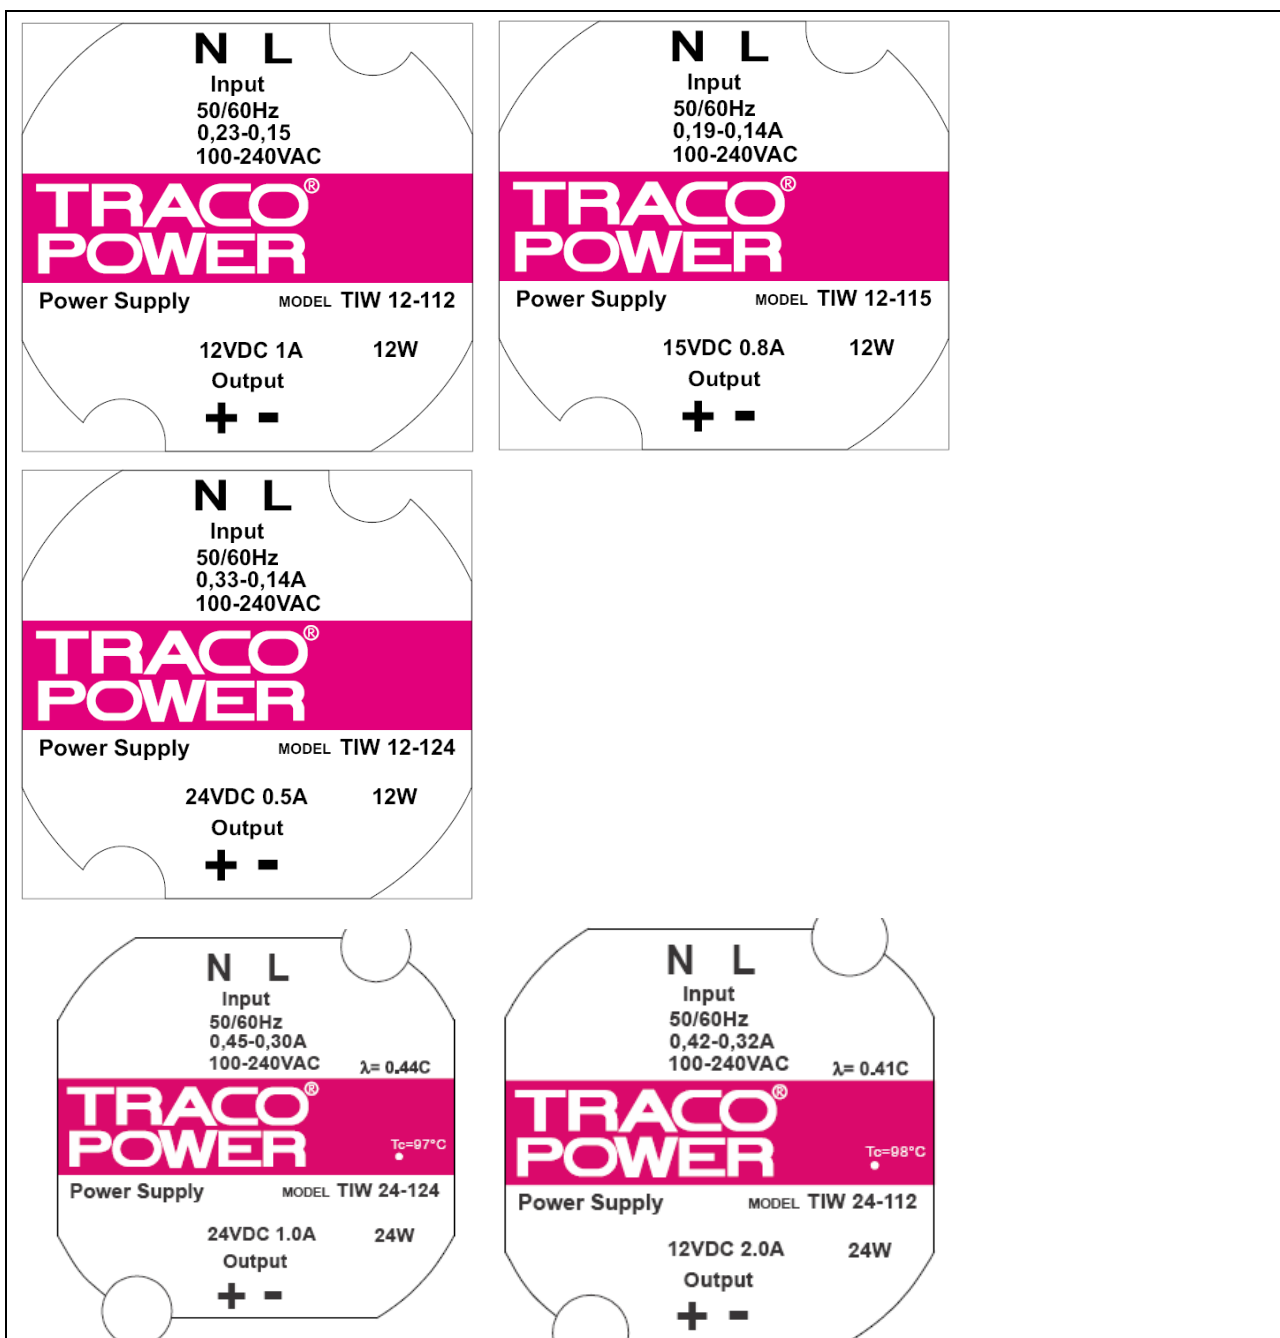 N L
Input
50/60Hz
0,23-0,15
100-240VAC
TRACO®
POWER
Power Supply MODEL TIW 12-112
12VDC 1A 12W
Output
+ -
N L
Input
50/60Hz
0,19-0,14A
100-240VAC
TRACO®
POWER
Power Supply MODEL TIW 12-115
15VDC 0.8A 12W
Output
+ -
N L
Input
50/60Hz
0,33-0,14A
100-240VAC
TRACO®
POWER
Power Supply MODEL TIW 12-124
24VDC 0.5A 12W
Output
+ -
N L
Input
50/60Hz
0,45-0,30A
100-240VAC λ= 0.44C
TRACO®
POWER Tc=97°C
Power Supply MODEL TIW 24-124
24VDC 1.0A 24W
Output
+ -
N L
Input
50/60Hz
0,42-0,32A
100-240VAC λ= 0.41C
TRACO®
POWER Tc=98°C
Power Supply MODEL TIW 24-112
12VDC 2.0A 24W
Output
+ -